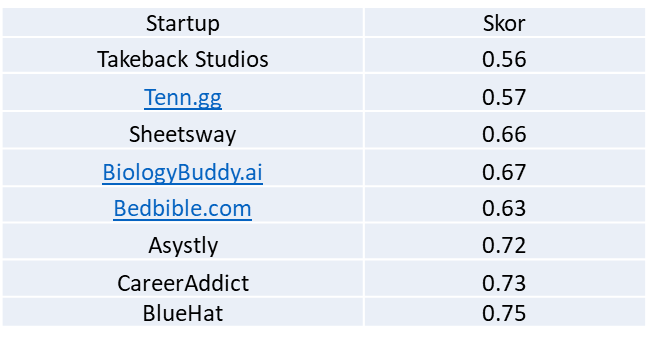 Startup Skor
Takeback Studios 0.56
Tenn.gg 0.57
Sheetsway 0.66
BiologyBuddy.ai 0.67
Bedbible.com 0.63
Asystly 0.72
CareerAddict 0.73
BlueHat 0.75